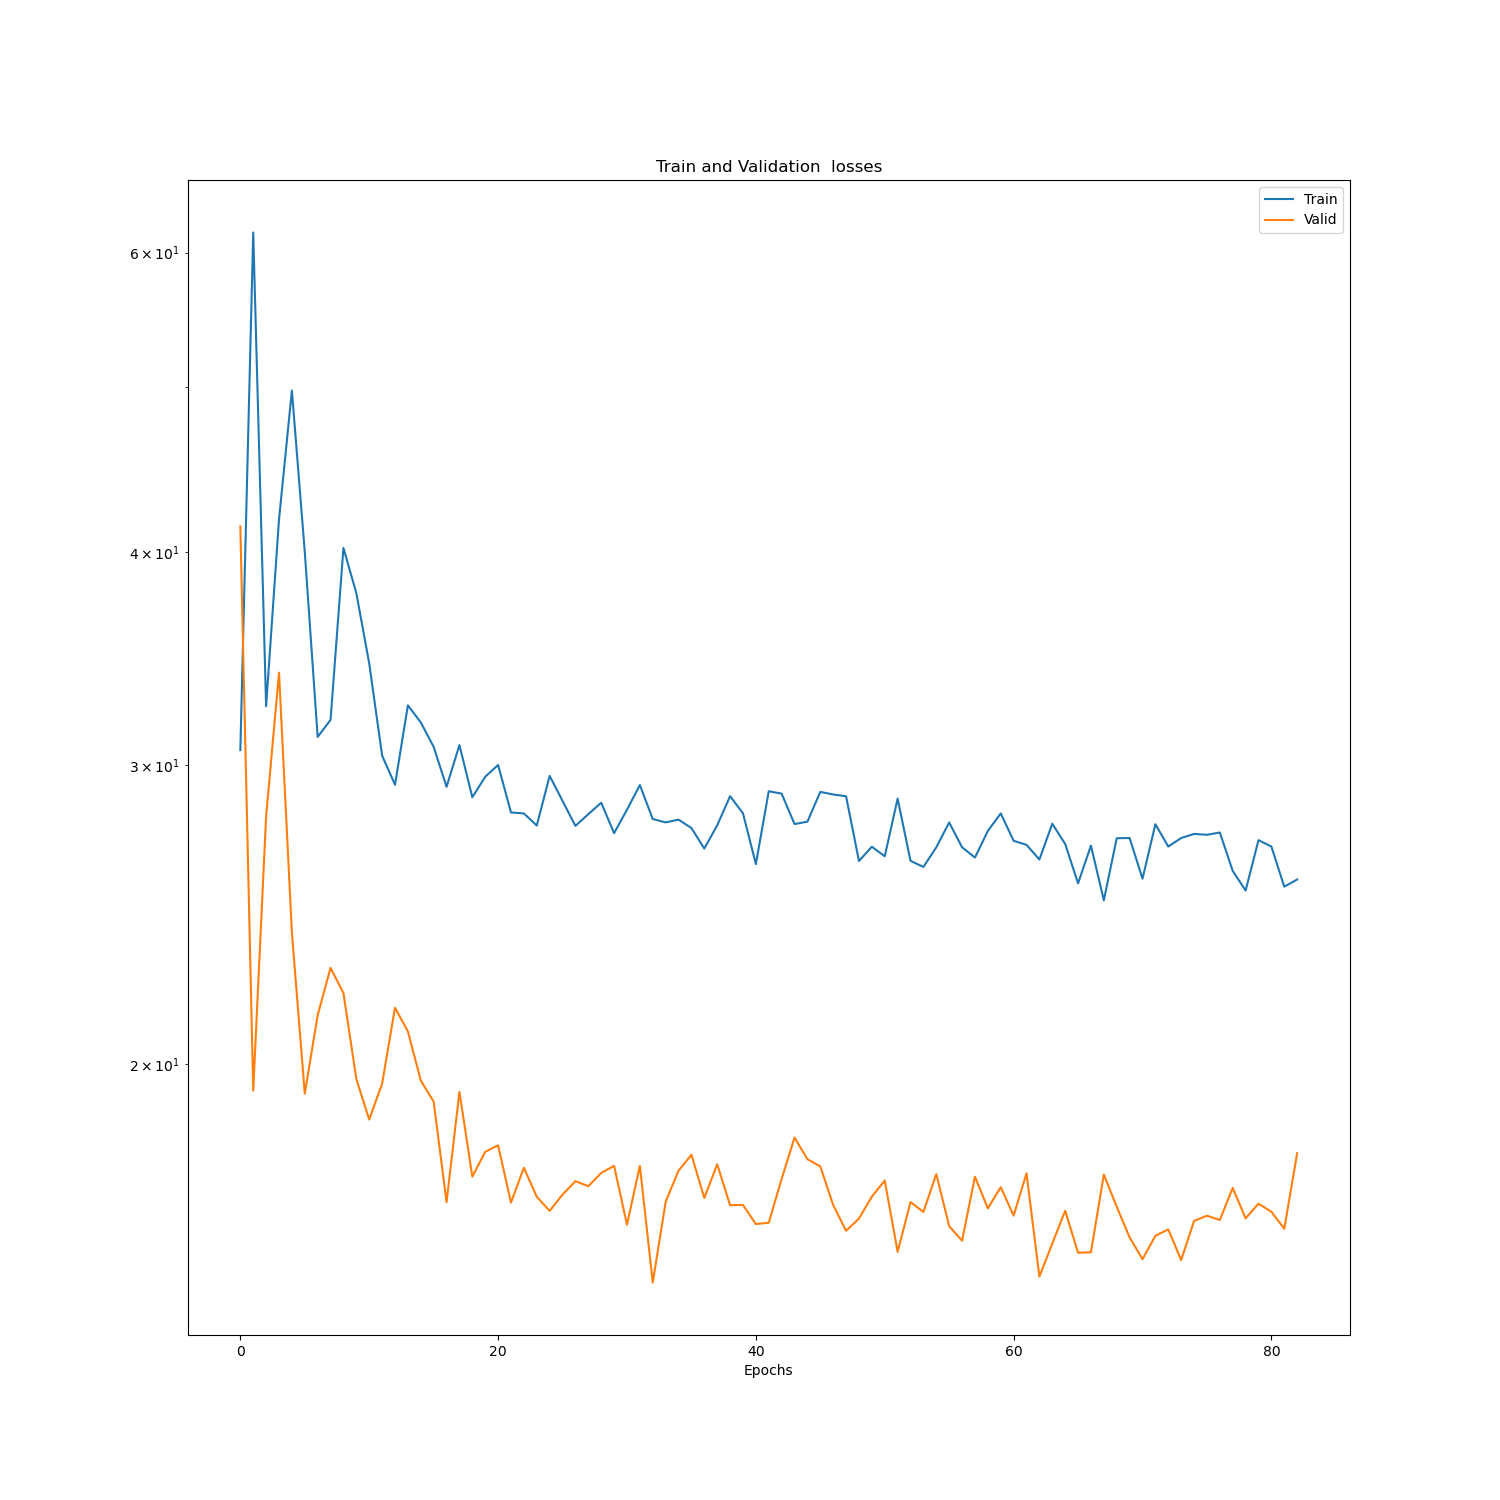 Train and Validation  losses
Train
Valid
6 × 10¹
4 × 10¹
3 × 10¹
2 × 10¹
0 20 40 60 80
Epochs